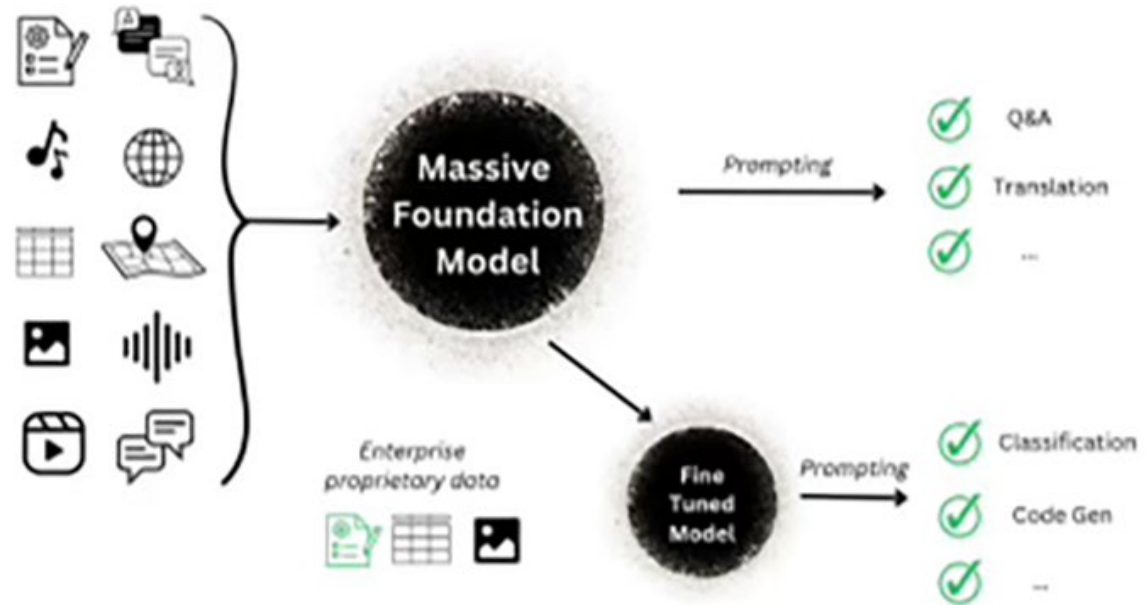 Massive
Foundation
Model
Prompting
Q&A
Translation
...
Enterprise
proprietary data
Fine
Tuned
Model
Prompting
Classification
Code Gen
...